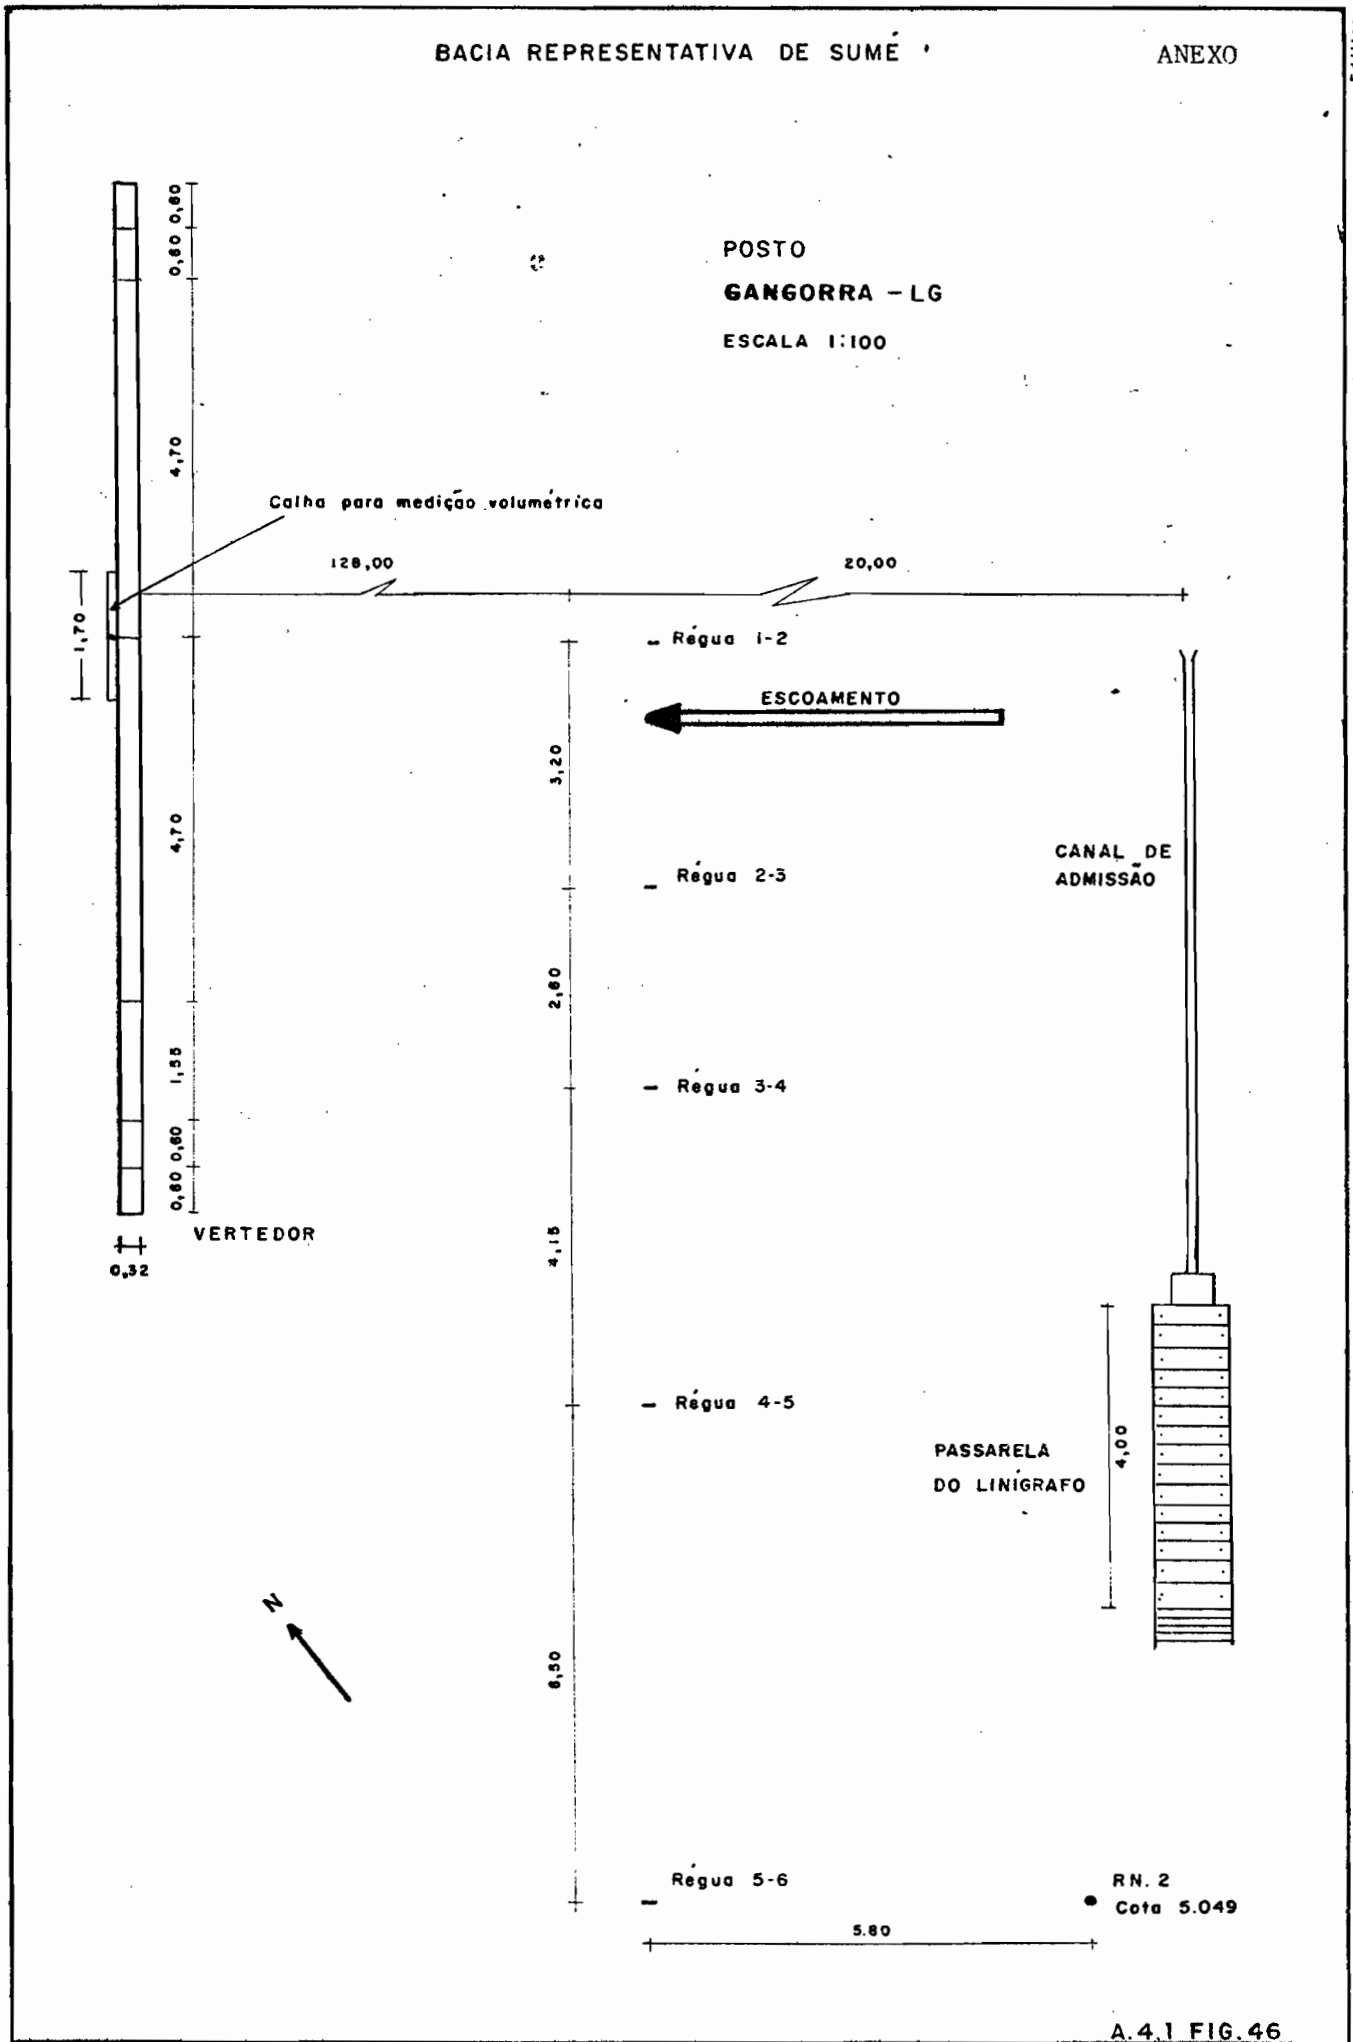 BACIA REPRESENTATIVA DE SUMÉ
ANEXO
POSTO
GANGORRA - LG
ESCALA 1:100
0,60
0,60
4,70
Calha para medição volumétrica
128,00
20,00
1,70
Régua 1-2
ESCOAMENTO
3,20
4,70
CANAL DE
ADMISSÃO
Régua 2-3
2,60
1,55
Régua 3-4
0,60
0,60
VERTEDOR
0,32
4,15
Régua 4-5
PASSARELA
DO LINÍGRAFO
4,00
N
6,50
Régua 5-6
RN. 2
Cota 5.049
5.80
A.4.1 FIG.46